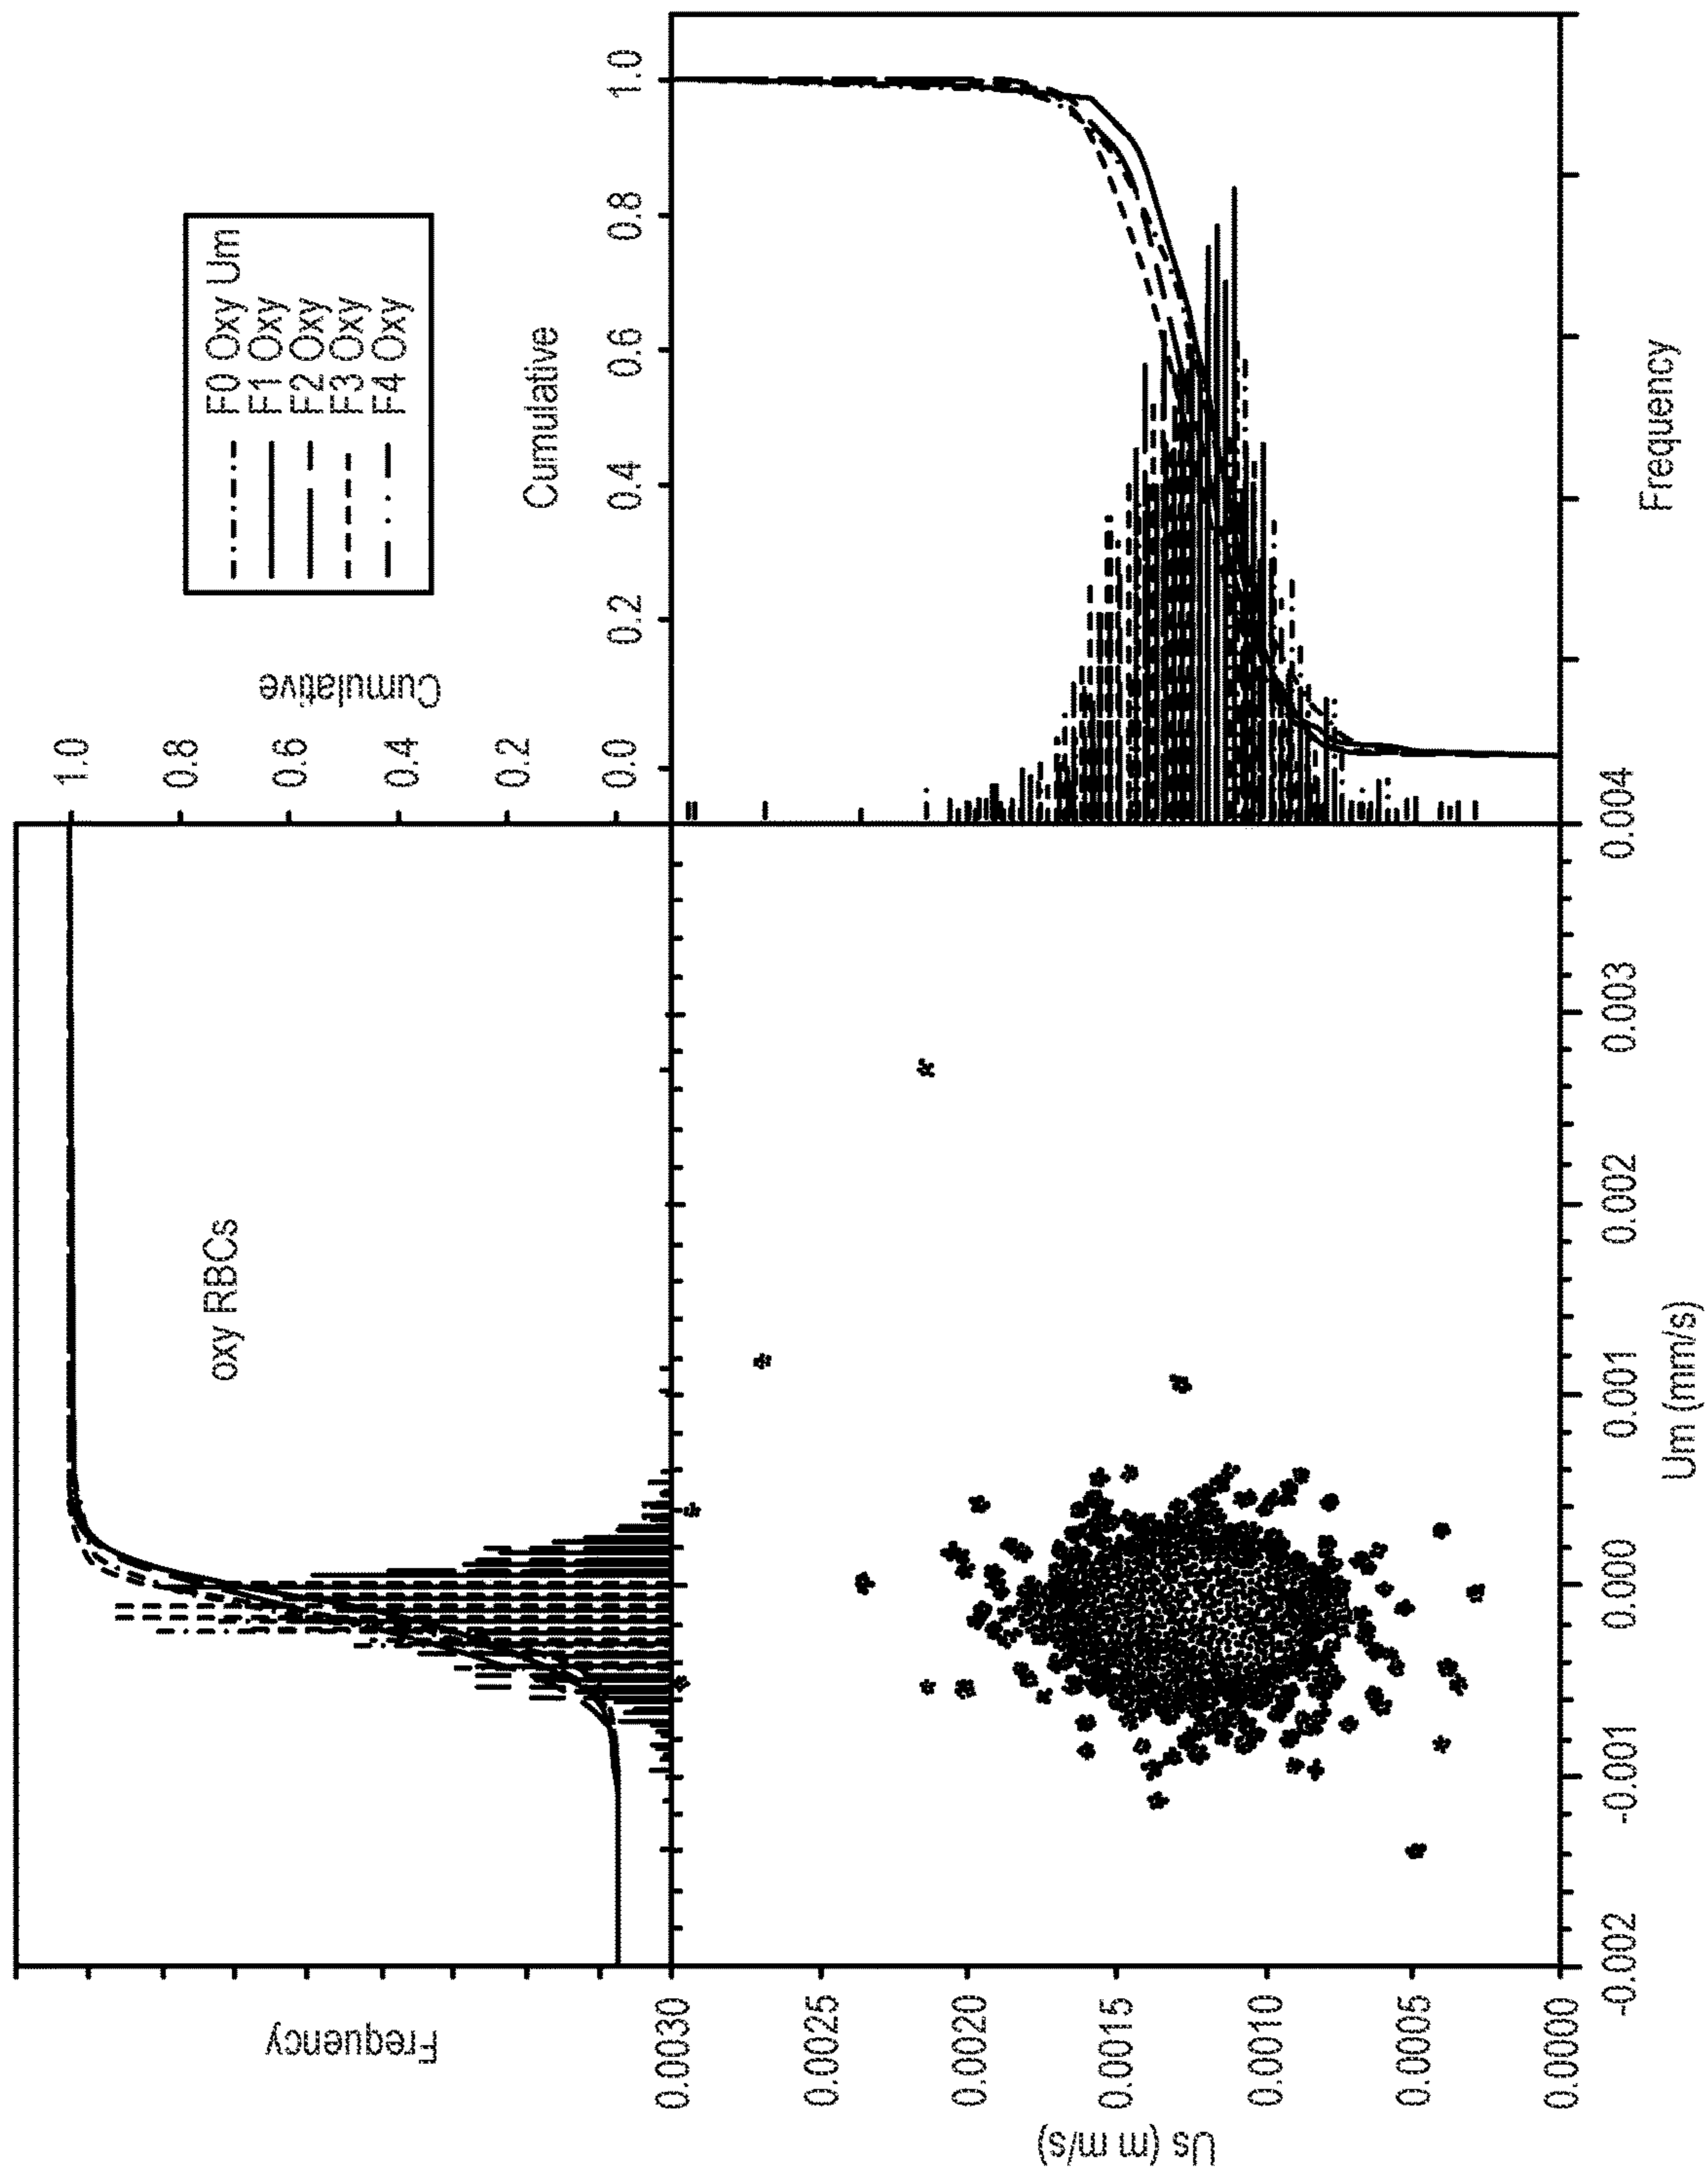 Frequency
1.0
0.8
0.6
0.4
0.2
0.0
Cumulative
oxy RBCs
F0 Oxy Um
F1 Oxy
F2 Oxy
F3 Oxy
F4 Oxy
Cumulative
0.2
0.4
0.6
0.8
1.0
Us (m m/s)
0.0030
0.0025
0.0020
0.0015
0.0010
0.0005
0.0000
-0.002
-0.001
0.000
0.001
0.002
0.003
0.004
Um (mm/s)
Frequency